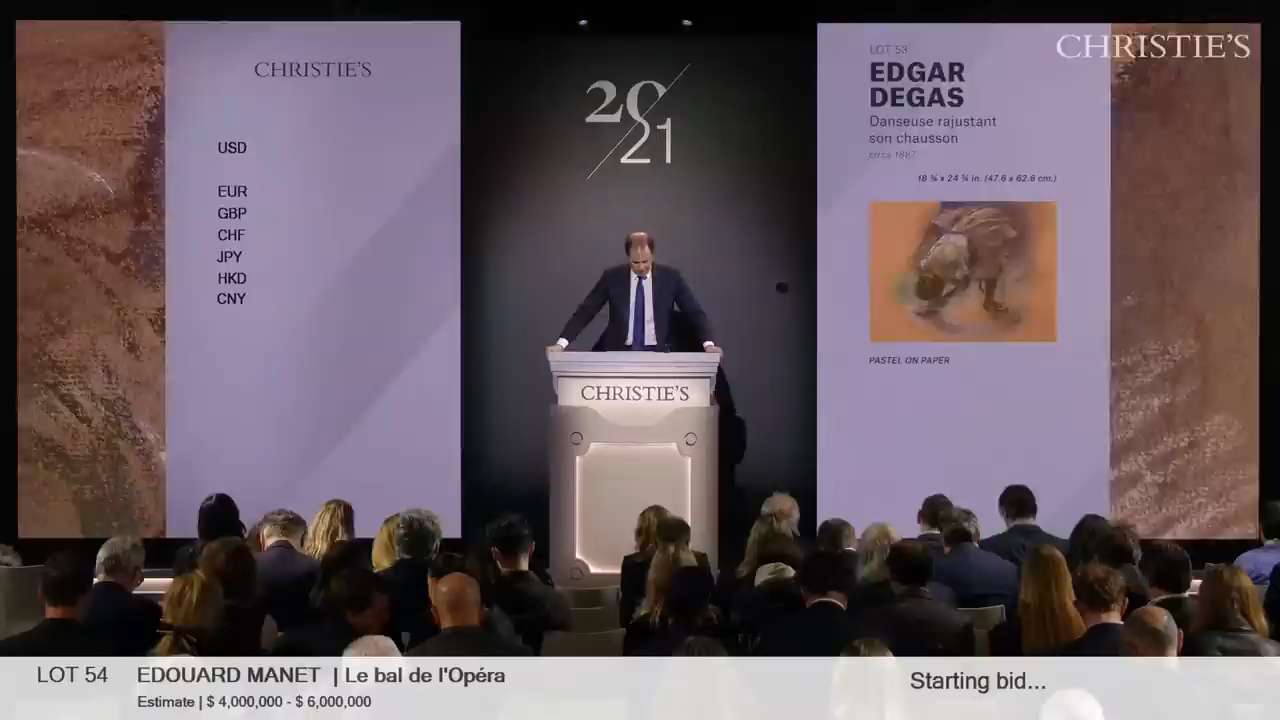 CHRISTIE'S
USD
EUR
GBP
CHF
JPY
HKD
CNY
20
21
CHRISTIE'S
LOT 53
CHRISTIE'S
EDGAR
DEGAS
Danseuse rajustant
son chausson
circa 1887
18 ¾ x 24 ⅝ in. (47.6 x 62.6 cm.)
PASTEL ON PAPER
LOT 54 EDOUARD MANET | Le bal de l'Opéra
Estimate | $ 4,000,000 - $ 6,000,000
Starting bid...